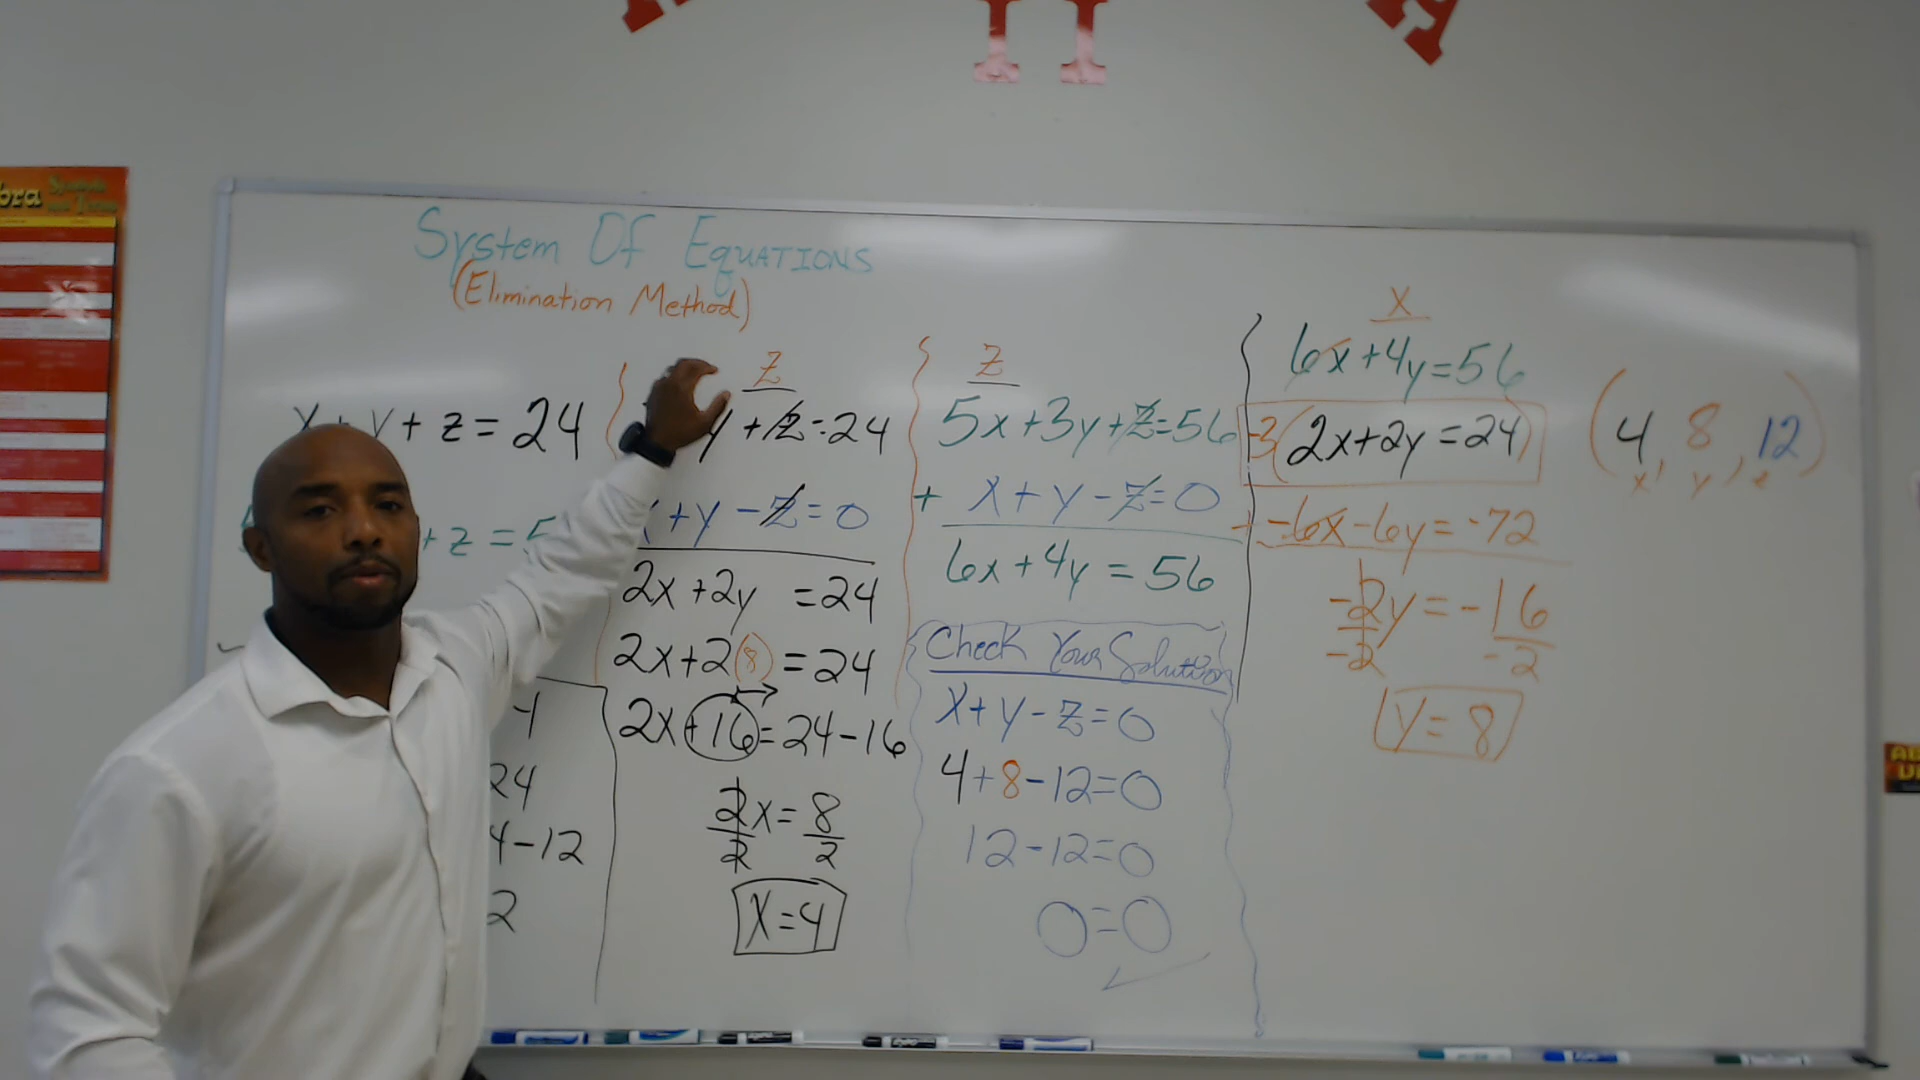 bra Symbols
System Of EQUATIONS
(Elimination Method)
x + y + z = 24
+ z = 5
4
24
4-12
2
z
y + z = 24
x + y - z = 0
2x + 2y = 24
2x + 2(8) = 24
2x + 16 = 24 - 16
2x = 8
2 2
x = 4
z
5x + 3y + z = 56
+ x + y - z = 0
6x + 4y = 56
Check Your Solution
x + y - z = 0
4 + 8 - 12 = 0
12 - 12 = 0
0 = 0
x
6x + 4y = 56
-3(2x + 2y = 24)
+ -6x - 6y = -72
-2y = -16
-2 -2
y = 8
(4, 8, 12)
x y z